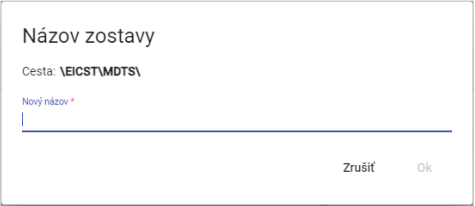 Názov zostavy
Cesta: \EICST\MDTS\
Nový názov *
Zrušiť Ok